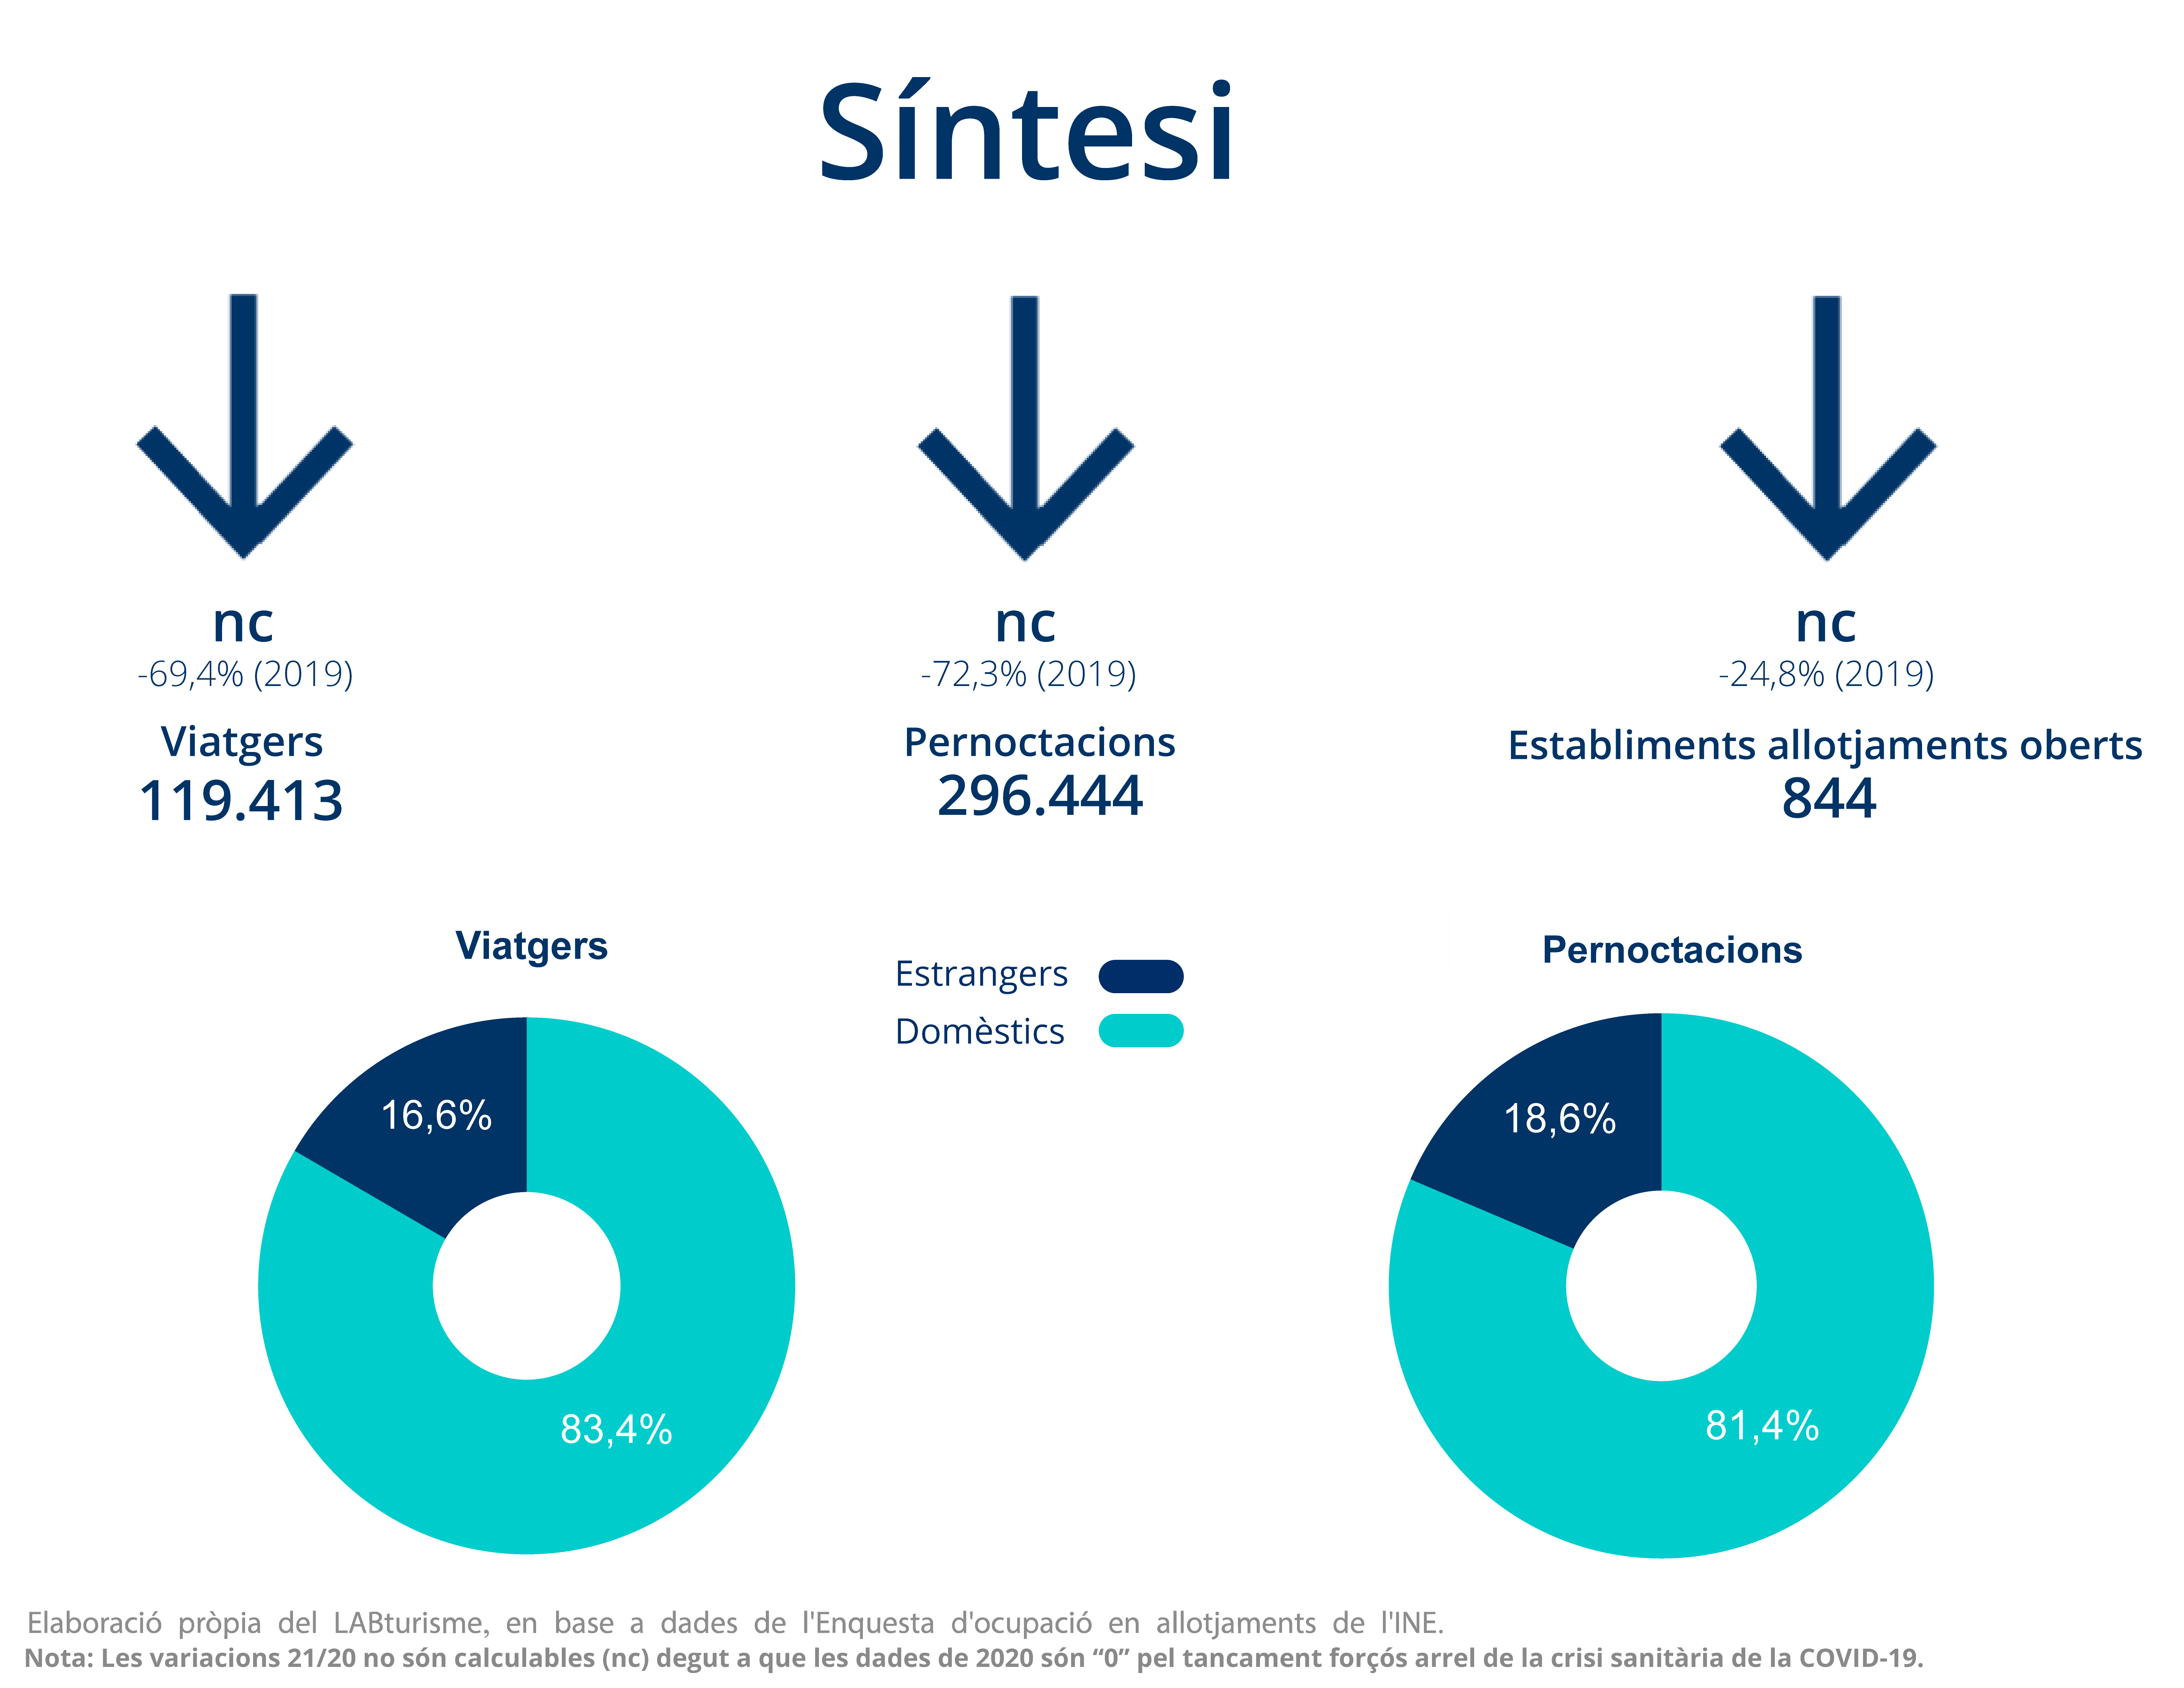 Síntesi
nc
-69,4% (2019)
Viatgers
119.413
nc
-72,3% (2019)
Pernoctacions
296.444
nc
-24,8% (2019)
Establiments allotjaments oberts
844
Viatgers
16,6%
83,4%
Estrangers
Domèstics
Pernoctacions
18,6%
81,4%
Elaboració pròpia del LABturisme, en base a dades de l'Enquesta d'ocupació en allotjaments de l'INE.
Nota: Les variacions 21/20 no són calculables (nc) degut a que les dades de 2020 són “0” pel tancament forçós arrel de la crisi sanitària de la COVID-19.